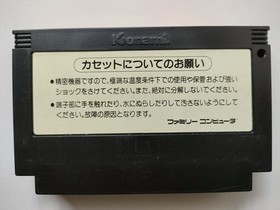 Konami
カセットについてのお願い
●精密機器ですので、極端な温度条件下での使用や保管および強い
ショックをさけてください。また、絶対に分解しないでください。
●端子部に手を触れたり、水にぬらしたりして汚さないようにして
ください。故障の原因となります。
ファミリー コンピュータ